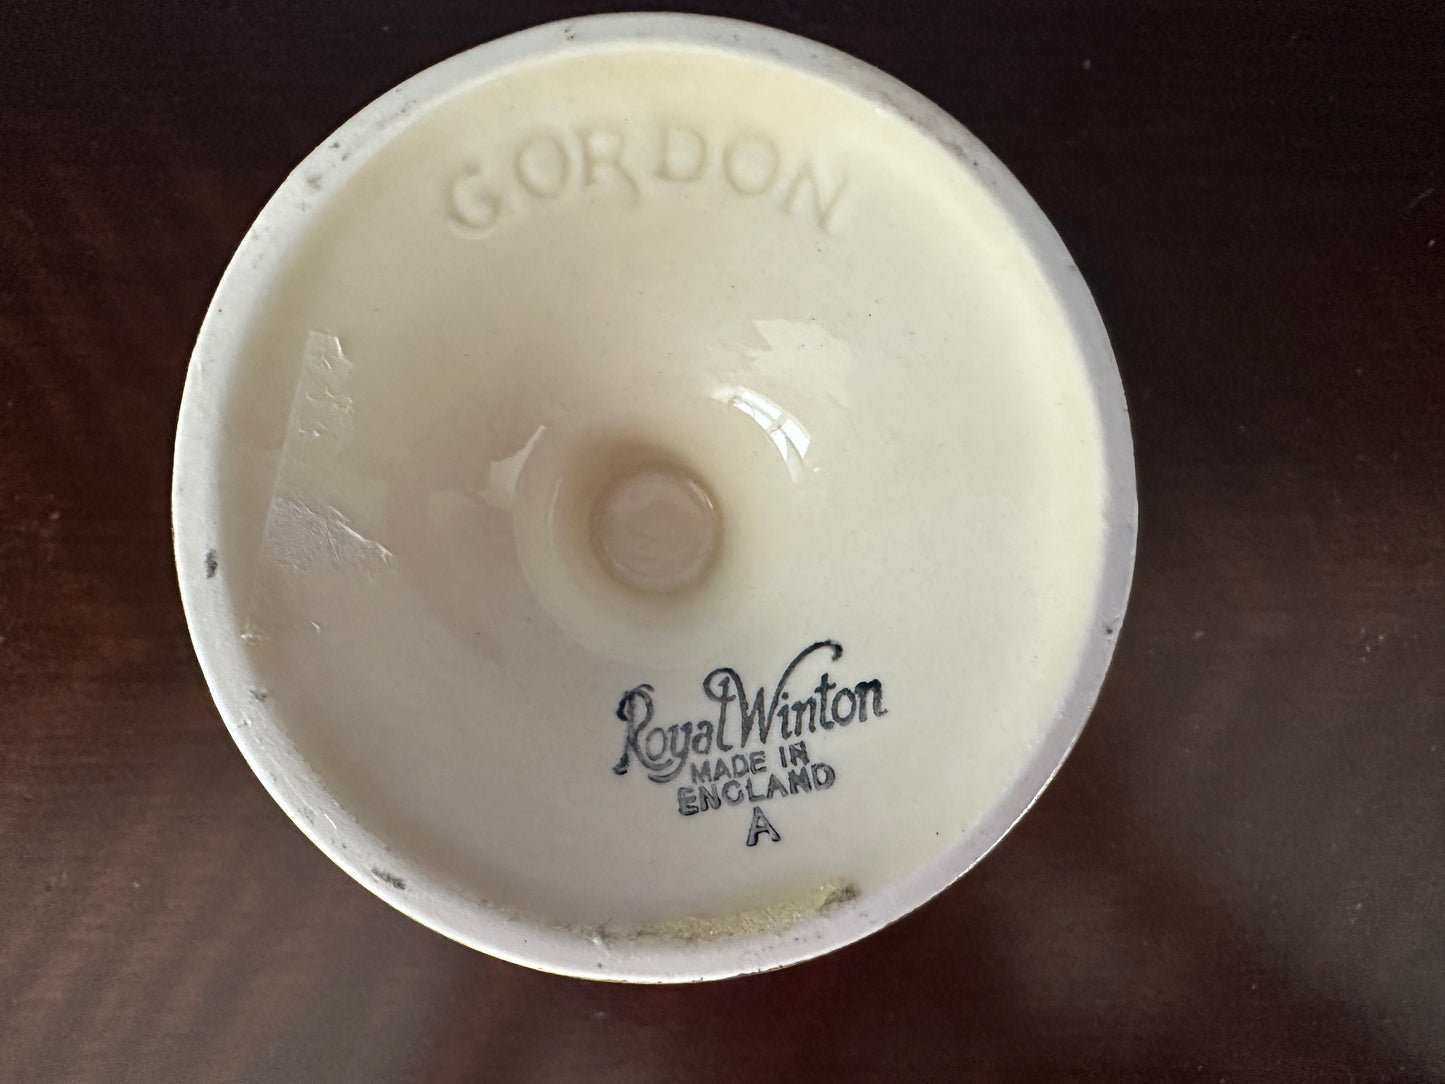 GORDON
Royal Winton
MADE IN
ENGLAND
A